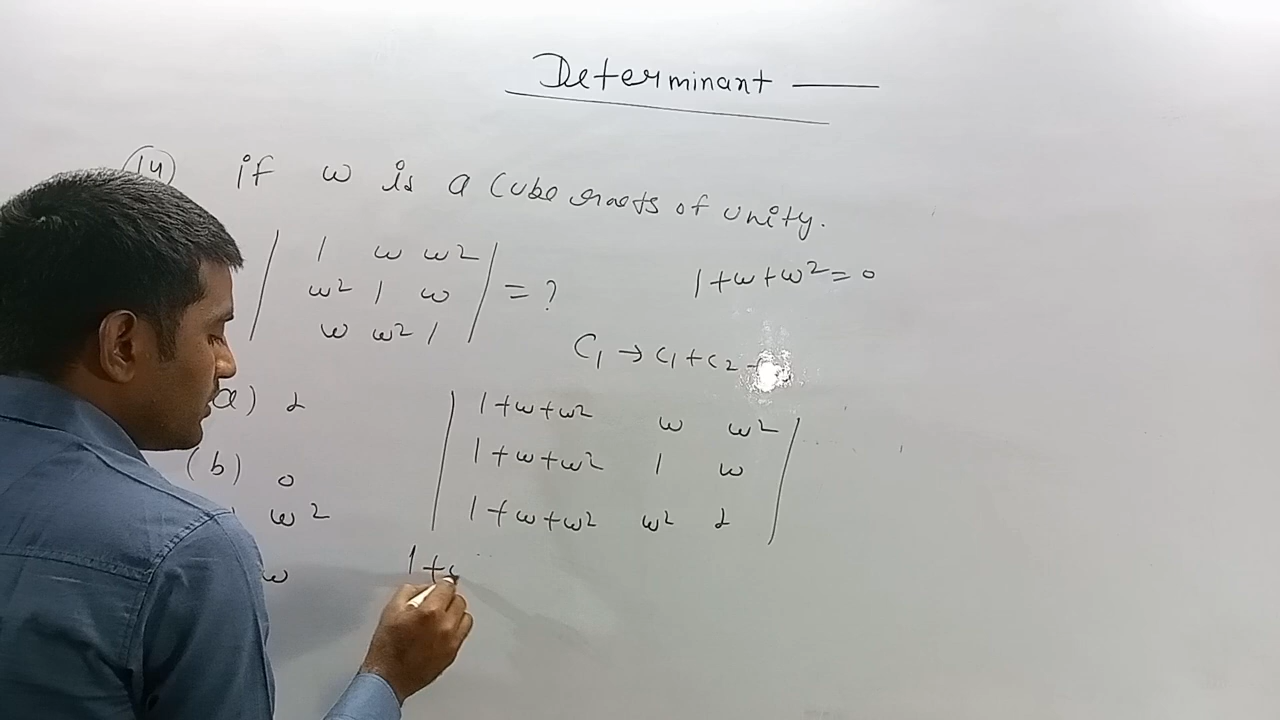 Determinant
(14) if ω is a cube roots of unity.
| 1 ω ω² |
| ω² 1 ω | = ?
| ω ω² 1 |
1+ω+ω²=0
C₁ → C₁+C₂+
a) 1
(b) 0
ω²
ω
| 1+ω+ω² ω ω² |
| 1+ω+ω² 1 ω |
| 1+ω+ω² ω² 1 |
1+